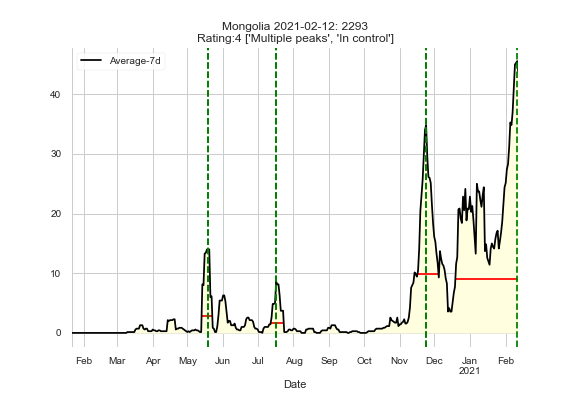 Mongolia 2021-02-12: 2293
Rating:4 ['Multiple peaks', 'In control']
Average-7d
40
30
20
10
0
Feb Mar Apr May Jun Jul Aug Sep Oct Nov Dec Jan Feb
2021
Date